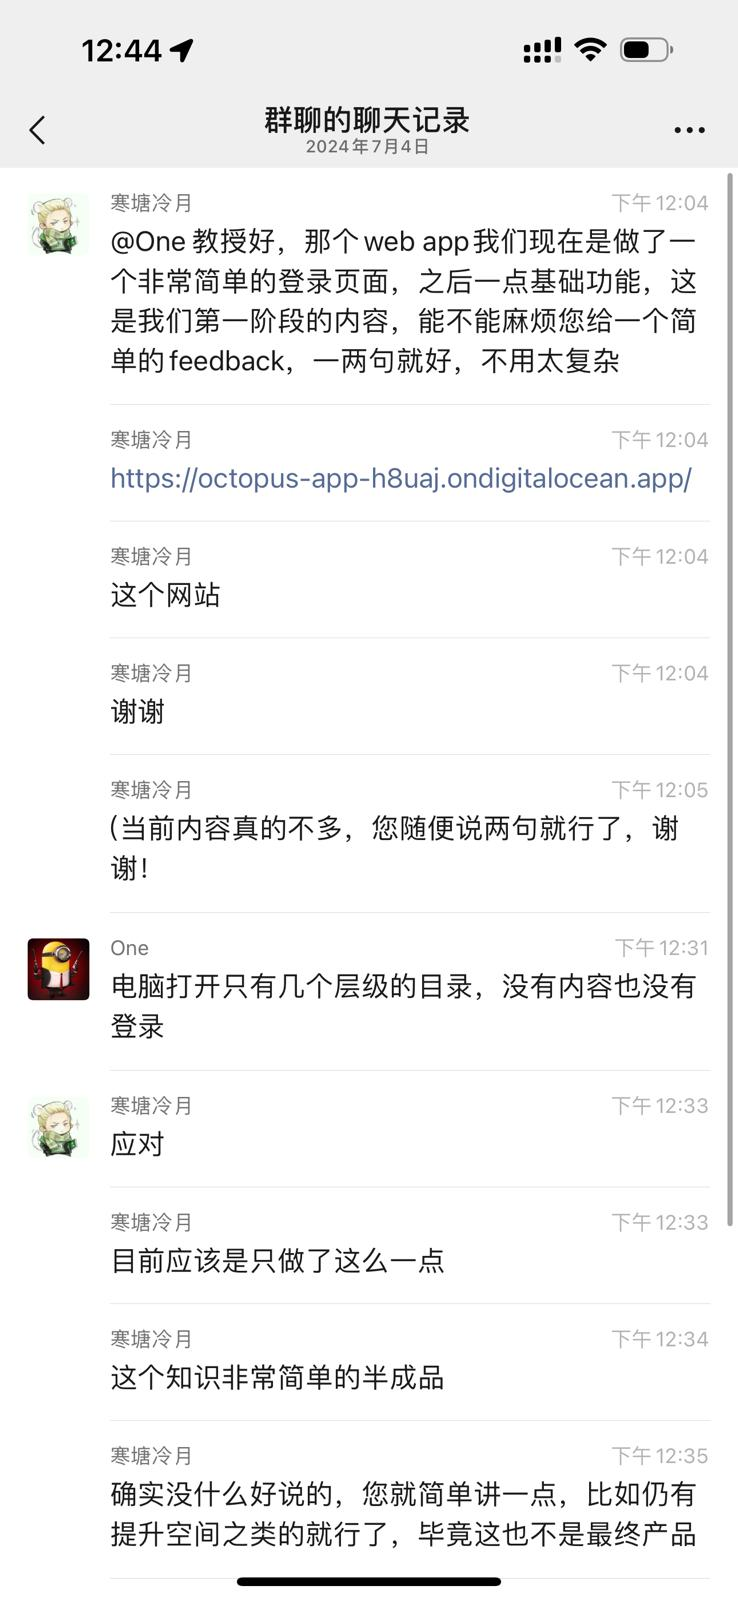 12:44
群聊的聊天记录
2024年7月4日
寒塘冷月 下午 12:04
@One 教授好，那个 web app我们现在是做了一
个非常简单的登录页面，之后一点基础功能，这
是我们第一阶段的内容，能不能麻烦您给一个简
单的feedback，一两句就好，不用太复杂
寒塘冷月 下午 12:04
https://octopus-app-h8uaj.ondigitalocean.app/
寒塘冷月 下午 12:04
这个网站
寒塘冷月 下午 12:04
谢谢
寒塘冷月 下午 12:05
(当前内容真的不多，您随便说两句就行了，谢
谢！
One 下午 12:31
电脑打开只有几个层级的目录，没有内容也没有
登录
寒塘冷月 下午 12:33
应对
寒塘冷月 下午 12:33
目前应该是只做了这么一点
寒塘冷月 下午 12:34
这个知识非常简单的半成品
寒塘冷月 下午 12:35
确实没什么好说的，您就简单讲一点，比如仍有
提升空间之类的就行了，毕竟这也不是最终产品